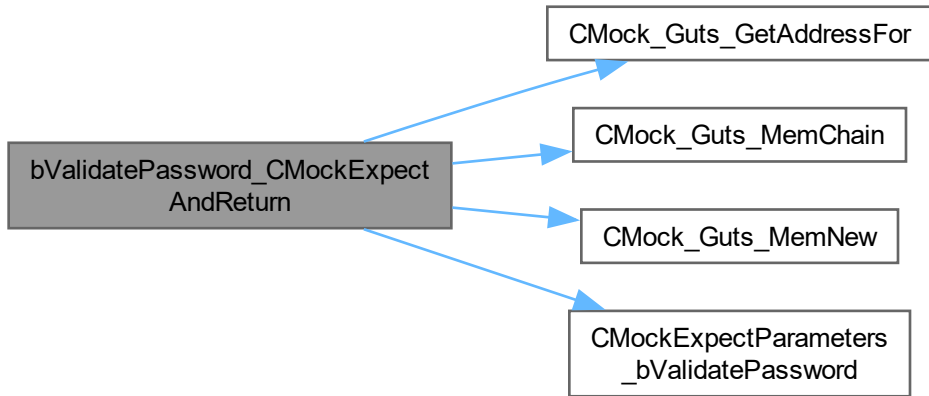 CMock_Guts_GetAddressFor
CMock_Guts_MemChain
bValidatePassword_CMockExpect
AndReturn
CMock_Guts_MemNew
CMockExpectParameters
_bValidatePassword